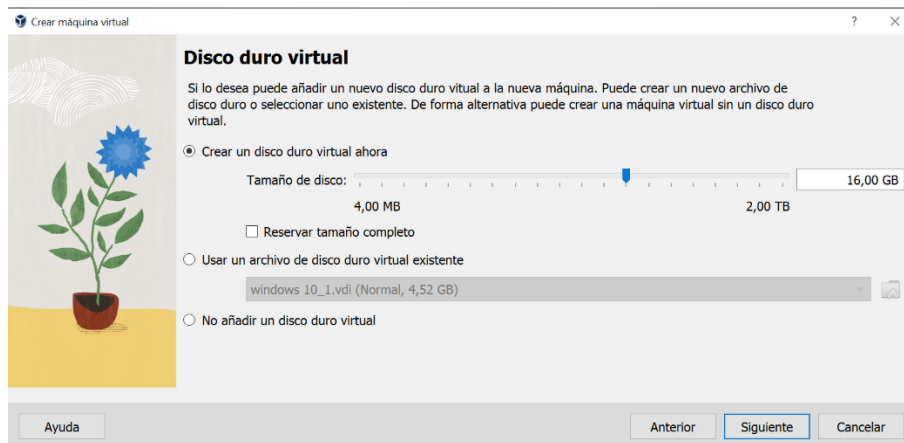 Crear máquina virtual
?
Disco duro virtual
Si lo desea puede añadir un nuevo disco duro vitual a la nueva máquina. Puede crear un nuevo archivo de
disco duro o seleccionar uno existente. De forma alternativa puede crear una máquina virtual sin un disco duro
virtual.
Crear un disco duro virtual ahora
Tamaño de disco:
16,00 GB
4,00 MB
2,00 TB
Reservar tamaño completo
Usar un archivo de disco duro virtual existente
windows 10_1.vdi (Normal, 4,52 GB)
No añadir un disco duro virtual
Ayuda
Anterior
Siguiente
Cancelar